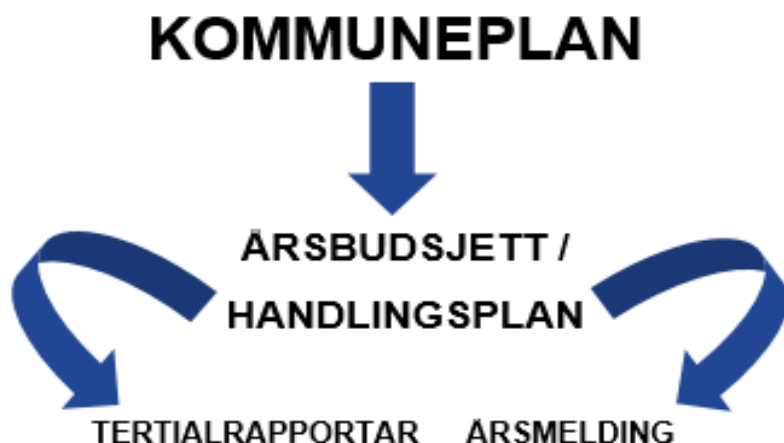 KOMMUNEPLAN
ÅRSBUDSJETT /
HANDLINGSPLAN
TERTIALRAPPORTAR ÅRSMELDING